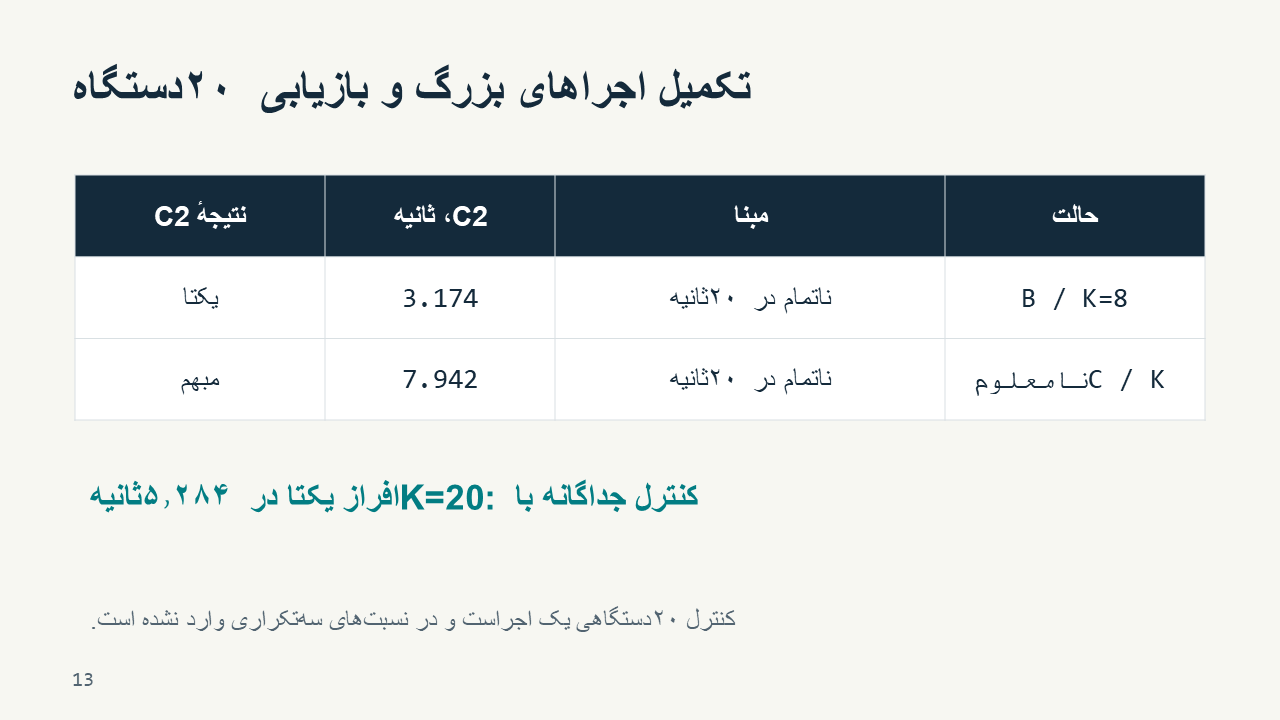 تکمیل اجراهای بزرگ و بازیابی ۲۰دستگاه
حالت	مبنا	C2، ثانیه	نتیجهٔ C2
B / K=8	ناتمام در ۲۰ثانیه	3.174	یکتا
C / Kنامعلوم	ناتمام در ۲۰ثانیه	7.942	مبهم
کنترل جداگانه با K=20: افراز یکتا در ۵,۲۸۴ثانیه
کنترل ۲۰دستگاهی یک اجراست و در نسبت‌های سه‌تکراری وارد نشده است.
13